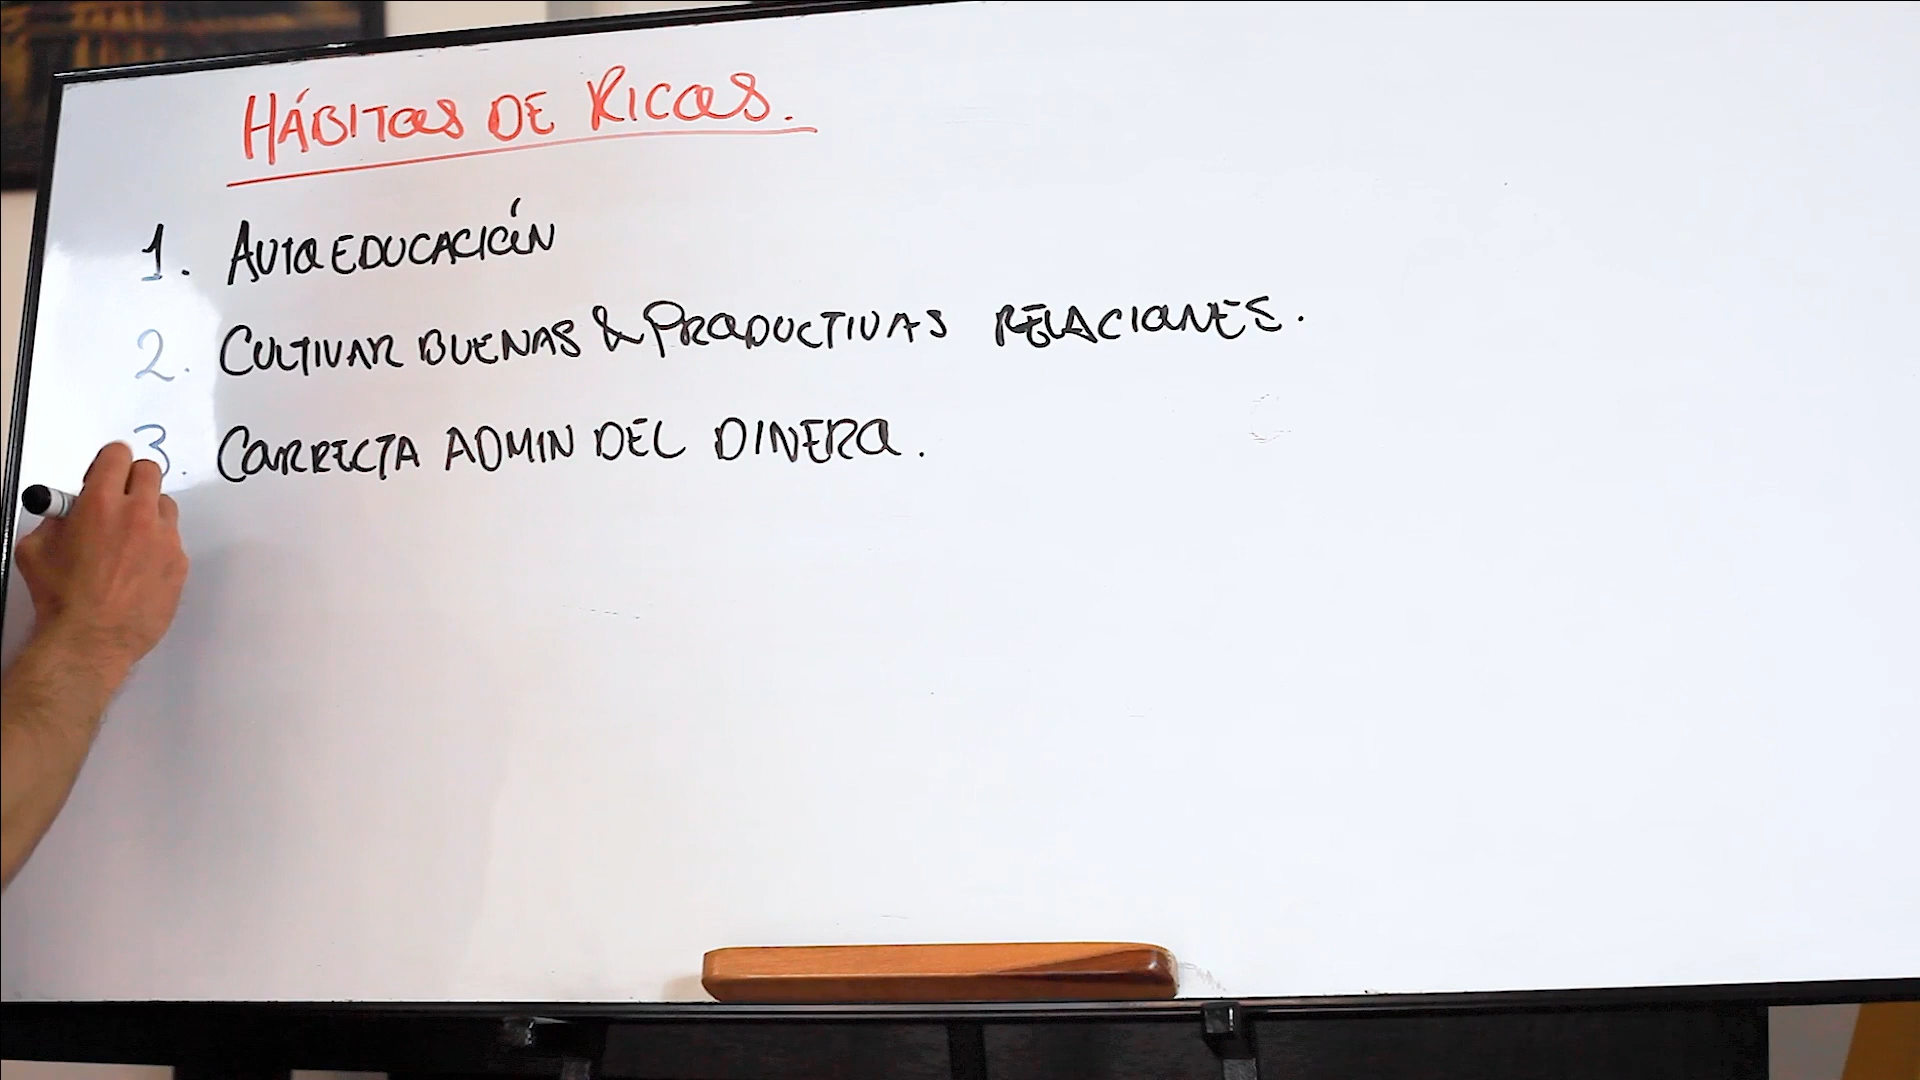 HÁBITOS DE RICOS.
1. AUTOEDUCACIÓN
2. CULTIVAR BUENAS & PRODUCTIVAS RELACIONES.
3. CORRECTA ADMIN DEL DINERO.